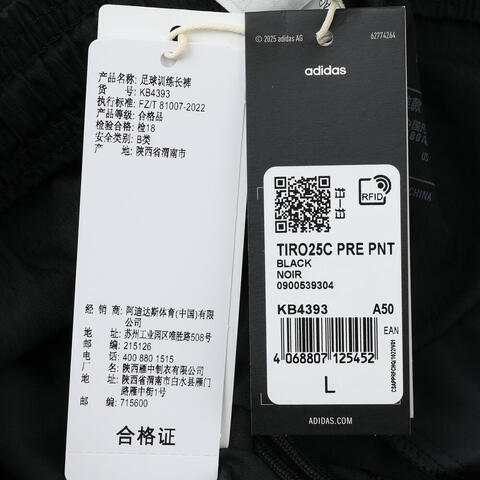 产品名称: 足球训练长裤
货 号: KB4393
执行标准: FZ/T 81007-2022
产品等级: 合格品
检验合格: 检18
安全类别: B类
产 地: 陕西省渭南市
经 销 商: 阿迪达斯体育(中国)有限公司
地 址: 苏州工业园区唯胜路508号
邮 编: 215126
电 话: 400 880 1515
厂 名: 陕西雁中制衣有限公司
厂 址: 陕西省渭南市白水县雁门路雁中街1号
邮 编: 715600
合格证
© 2025 adidas AG 62774264
adidas
RFID
TIRO25C PRE PNT
BLACK
NOIR
0900539304
KB4393 A50
EAN
4 068807 125452
L
ADIDAS.COM
CHINA